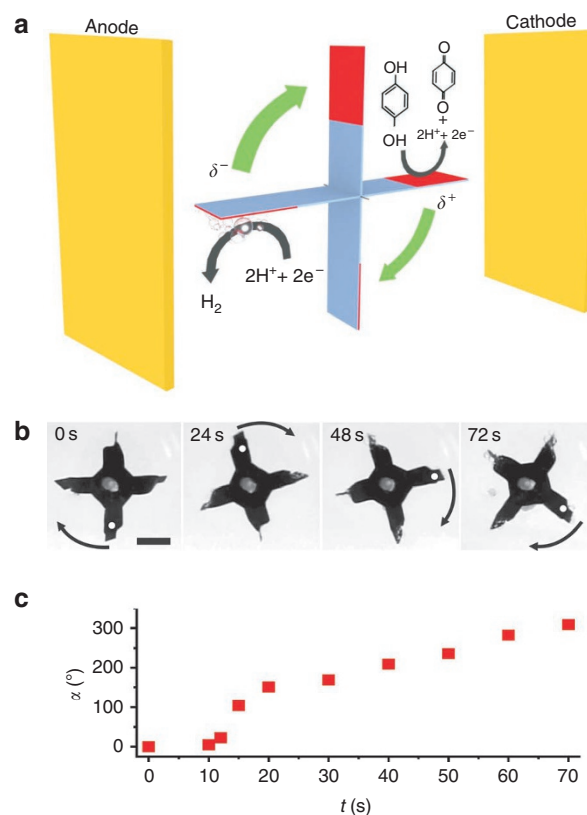 a
Anode
Cathode
OH
OH
O
O
+
2H⁺ + 2e⁻
δ⁻
δ⁺
2H⁺ + 2e⁻
H₂
b
0 s
24 s
48 s
72 s
c
α (°)
300
200
100
0
0 10 20 30 40 50 60 70
t (s)